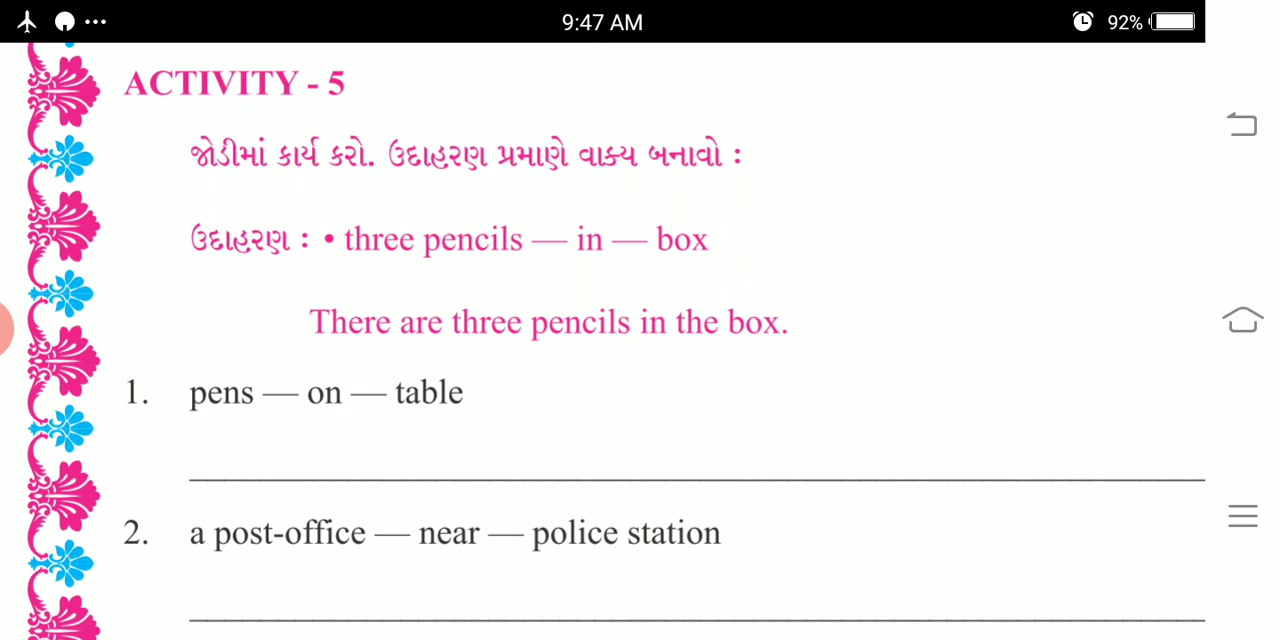 9:47 AM
92%
ACTIVITY - 5
જોડીમાં કાર્ય કરો. ઉદાહરણ પ્રમાણે વાક્ય બનાવો :
ઉદાહરણ : • three pencils — in — box
There are three pencils in the box.
1. pens — on — table
2. a post-office — near — police station